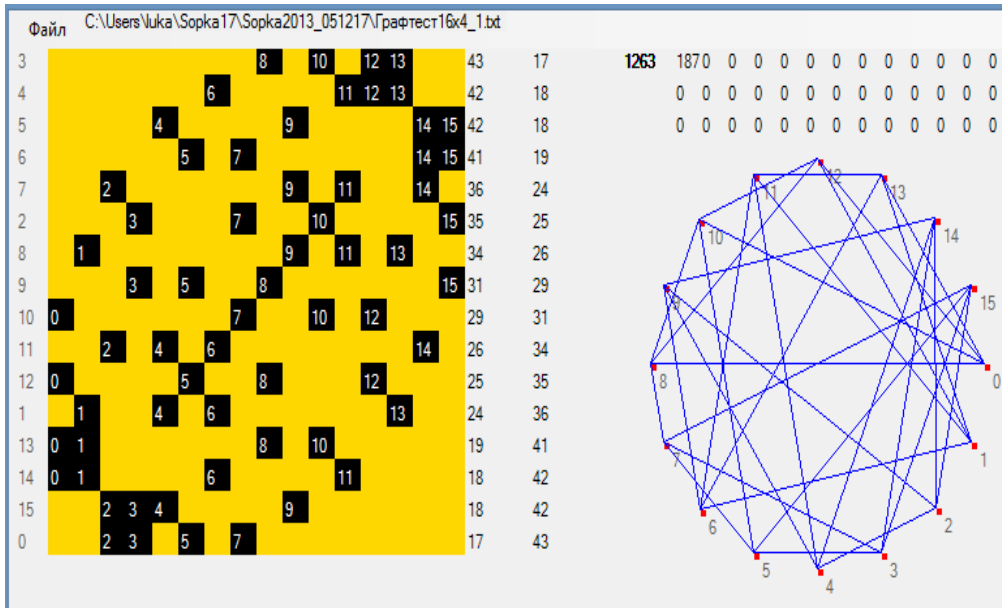 Файл C:\Users\luka\Sopka17\Sopka2013_051217\Графтест16x4_1.txt
3 8 10 12 13 43 17 1263 1870 0 0 0 0 0 0 0 0 0 0 0
4 6 11 12 13 42 18 0 0 0 0 0 0 0 0 0 0 0 0 0
5 4 9 14 15 42 18 0 0 0 0 0 0 0 0 0 0 0 0 0
6 5 7 14 15 41 19
7 2 9 11 14 36 24
2 3 7 10 15 35 25
8 1 9 11 13 34 26
9 3 5 8 15 31 29
10 0 7 10 12 29 31
11 2 4 6 14 26 34
12 0 5 8 12 25 35
1 1 4 6 13 24 36
13 0 1 8 10 19 41
14 0 1 6 11 18 42
15 2 3 4 9 18 42
0 2 3 5 7 17 43
12
11 13
10 14
9 15
8 0
7 1
6 2
5 3
4